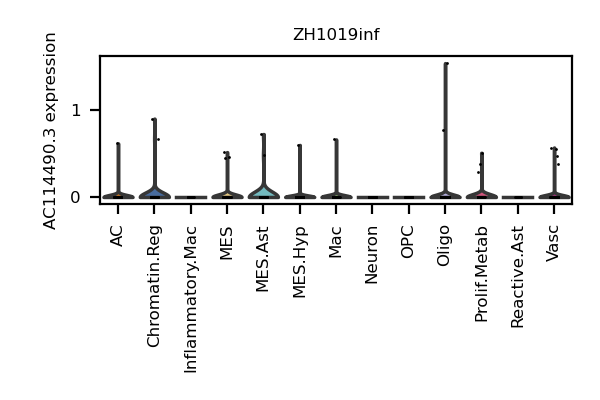 ZH1019inf
AC114490.3 expression
1
0
AC
Chromatin.Reg
Inflammatory.Mac
MES
MES.Ast
MES.Hyp
Mac
Neuron
OPC
Oligo
Prolif.Metab
Reactive.Ast
Vasc